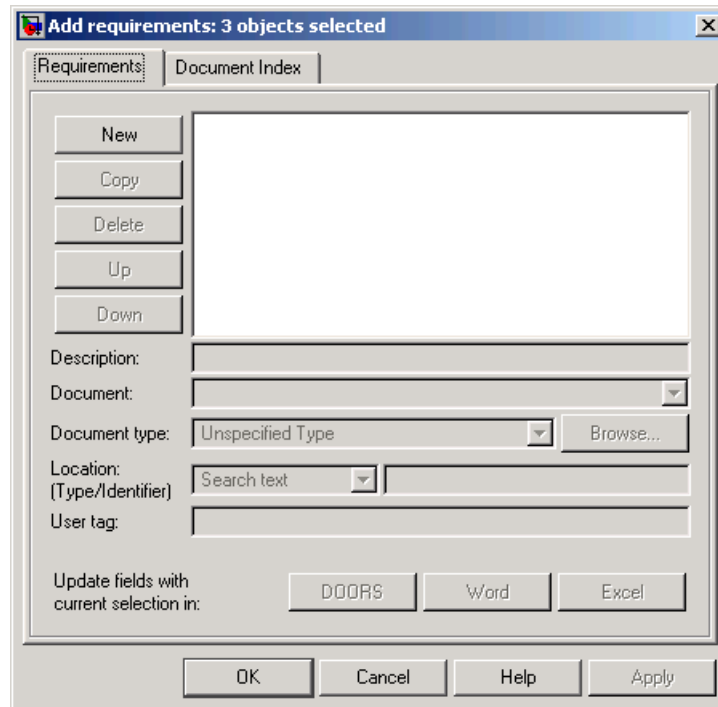 Add requirements: 3 objects selected
Requirements
Document Index
New
Copy
Delete
Up
Down
Description:
Document:
Document type:
Unspecified Type
Browse...
Location:
(Type/Identifier)
Search text
User tag:
Update fields with
current selection in:
DOORS
Word
Excel
OK
Cancel
Help
Apply